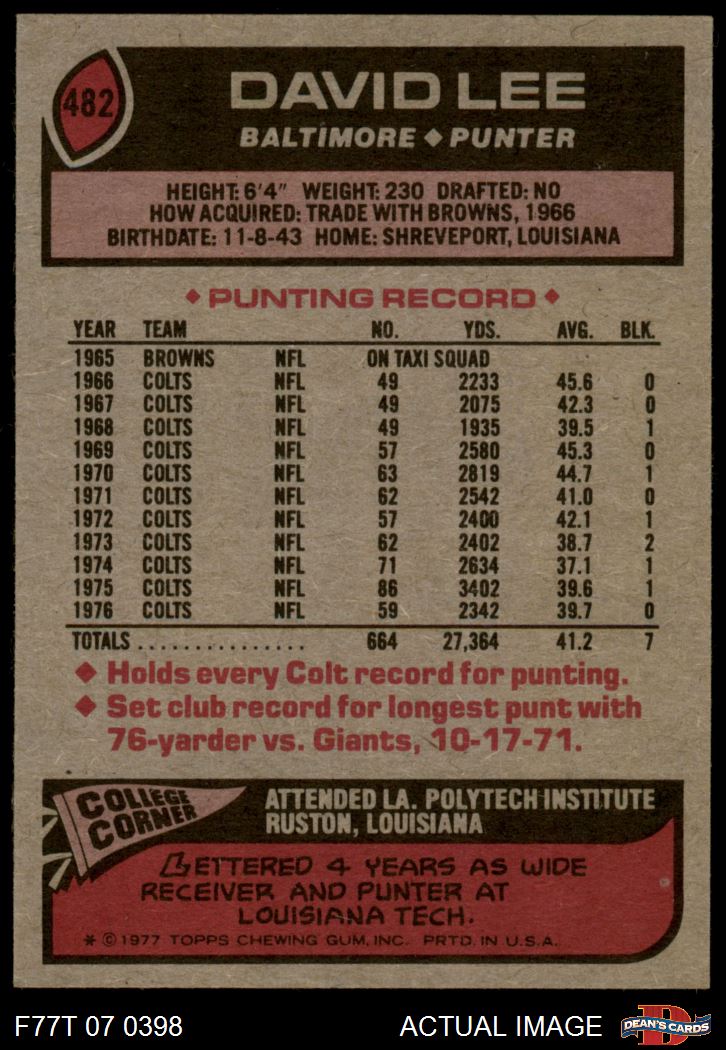 482
DAVID LEE
BALTIMORE ◆ PUNTER
HEIGHT: 6'4" WEIGHT: 230 DRAFTED: NO
HOW ACQUIRED: TRADE WITH BROWNS, 1966
BIRTHDATE: 11-8-43 HOME: SHREVEPORT, LOUISIANA
◆ PUNTING RECORD ◆
YEAR TEAM NO. YDS. AVG. BLK.
1965 BROWNS NFL ON TAXI SQUAD
1966 COLTS NFL 49 2233 45.6 0
1967 COLTS NFL 49 2075 42.3 0
1968 COLTS NFL 49 1935 39.5 1
1969 COLTS NFL 57 2580 45.3 0
1970 COLTS NFL 63 2819 44.7 1
1971 COLTS NFL 62 2542 41.0 0
1972 COLTS NFL 57 2400 42.1 1
1973 COLTS NFL 62 2402 38.7 2
1974 COLTS NFL 71 2634 37.1 1
1975 COLTS NFL 86 3402 39.6 1
1976 COLTS NFL 59 2342 39.7 0
TOTALS ............... 664 27,364 41.2 7
◆ Holds every Colt record for punting.
◆ Set club record for longest punt with
76-yarder vs. Giants, 10-17-71.
COLLEGE
CORNER
ATTENDED LA. POLYTECH INSTITUTE
RUSTON, LOUISIANA
LETTERED 4 YEARS AS WIDE
RECEIVER AND PUNTER AT
LOUISIANA TECH.
* © 1977 TOPPS CHEWING GUM, INC. PRTD. IN U.S.A.
F77T 07 0398
ACTUAL IMAGE
D
DEAN'S CARDS